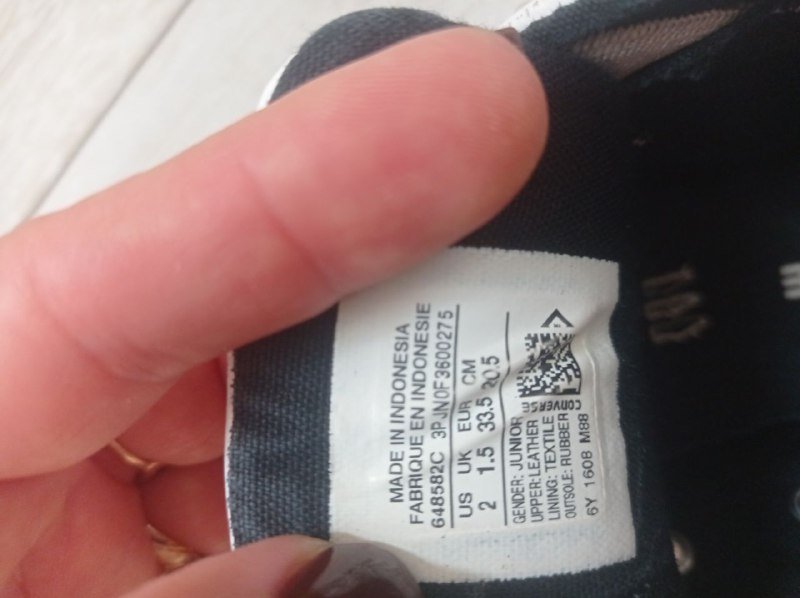 MADE IN INDONESIA
FABRIQUE EN INDONESIE
648582C 3PJN0F3600275
US UK EUR CM
2 1.5 33.5 20.5
GENDER: JUNIOR
UPPER: LEATHER
LINING: TEXTILE
OUTSOLE: RUBBER
6Y 1608 M88
CONVERSE